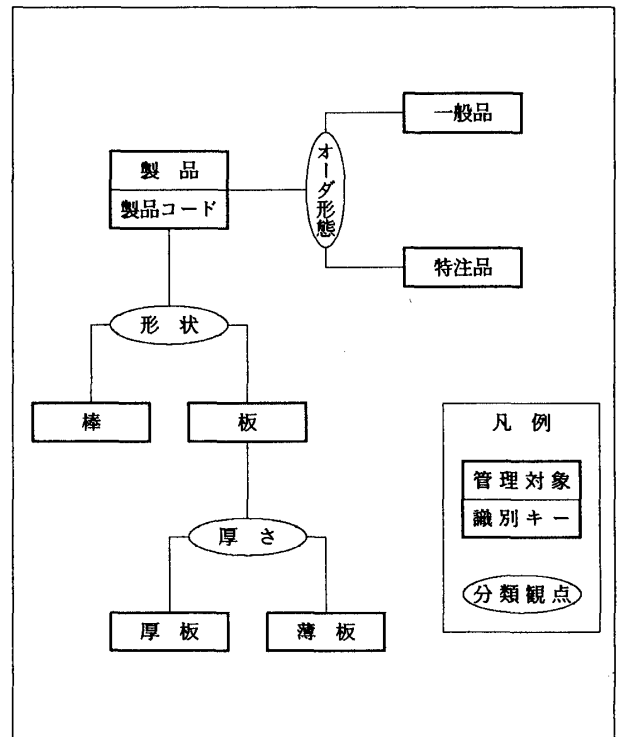 一般品
製品
製品コード
オーダ形態
特注品
形状
棒
板
凡例
管理対象
識別キー
厚さ
分類観点
厚板
薄板